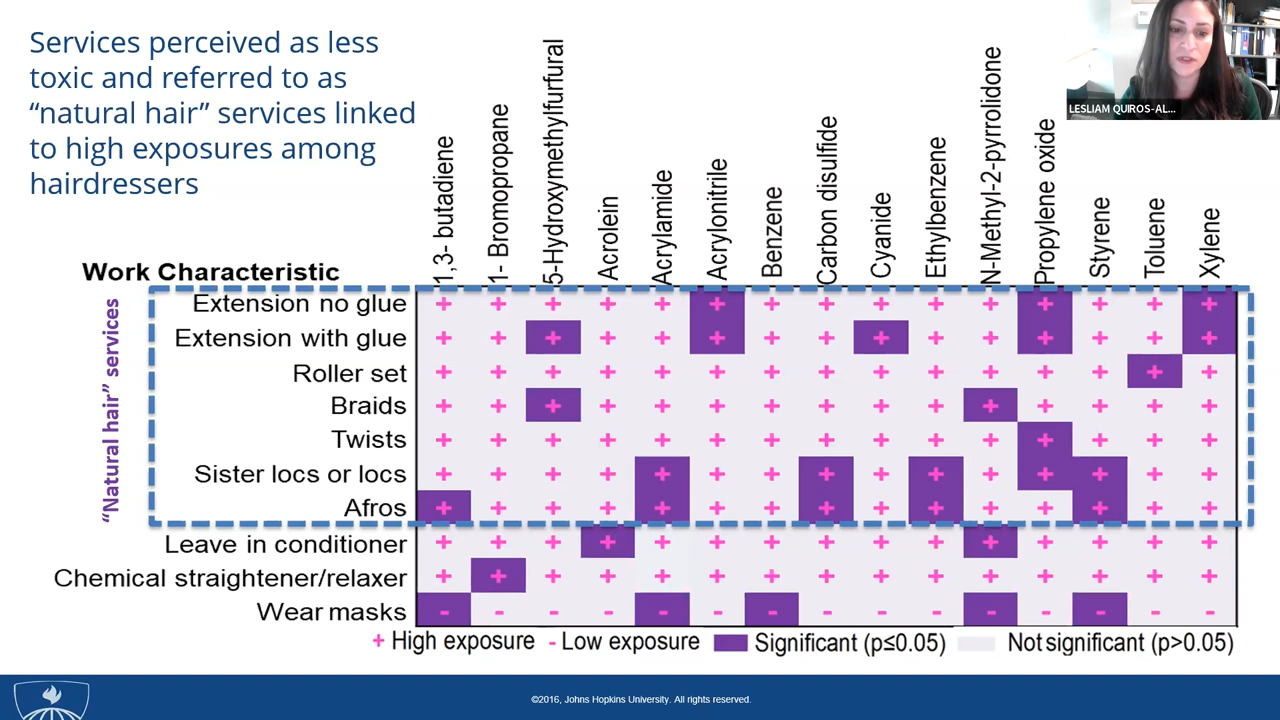 Services perceived as less
toxic and referred to as
“natural hair” services linked
to high exposures among
hairdressers
LESLIAM QUIROS-AL...
1,3- butadiene
1- Bromopropane
5-Hydroxymethylfurfural
Acrolein
Acrylamide
Acrylonitrile
Benzene
Carbon disulfide
Cyanide
Ethylbenzene
N-Methyl-2-pyrrolidone
Propylene oxide
Styrene
Toluene
Xylene
Work Characteristic
“Natural hair” services
Extension no glue + + + + + + + + + + + + + + +
Extension with glue + + + + + + + + + + + + + + +
Roller set + + + + + + + + + + + + + + +
Braids + + + + + + + + + + + + + + +
Twists + + + + + + + + + + + + + + +
Sister locs or locs + + + + + + + + + + + + + + +
Afros + + + + + + + + + + + + + + +
Leave in conditioner + + + + + + + + + + + + + + +
Chemical straightener/relaxer + + + + + + + + + + + + + + +
Wear masks - - - - - - - - - - - - - - -
+ High exposure - Low exposure Significant (p≤0.05) Not significant (p>0.05)
©2016, Johns Hopkins University. All rights reserved.